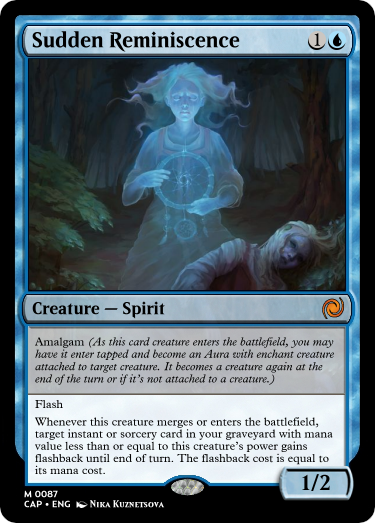 Sudden Reminiscence 1
Creature — Spirit
Amalgam (As this card creature enters the battlefield, you may
have it enter tapped and become an Aura with enchant creature
attached to target creature. It becomes a creature again at the
end of the turn or if it's not attached to a creature.)
Flash
Whenever this creature merges or enters the battlefield,
target instant or sorcery card in your graveyard with mana
value less than or equal to this creature's power gains
flashback until end of turn. The flashback cost is equal to
its mana cost.
1/2
M 0087
CAP • ENG Nika Kuznetsova